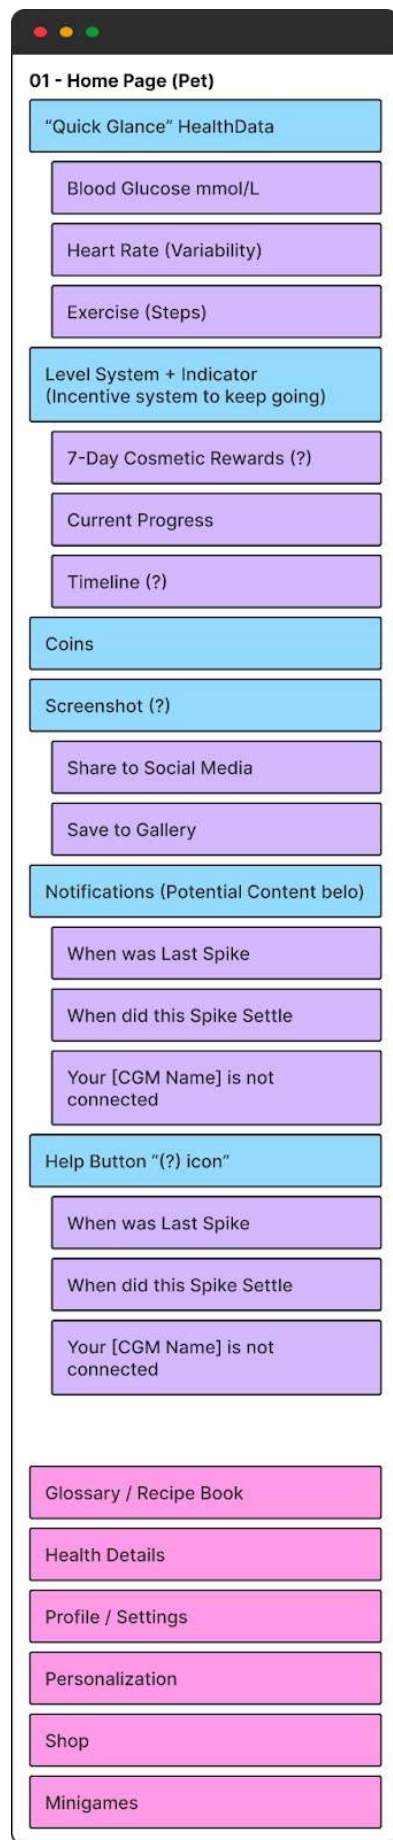 01 - Home Page (Pet)
“Quick Glance” HealthData
Blood Glucose mmol/L
Heart Rate (Variability)
Exercise (Steps)
Level System + Indicator
(Incentive system to keep going)
7-Day Cosmetic Rewards (?)
Current Progress
Timeline (?)
Coins
Screenshot (?)
Share to Social Media
Save to Gallery
Notifications (Potential Content belo)
When was Last Spike
When did this Spike Settle
Your [CGM Name] is not
connected
Help Button “(?) icon”
When was Last Spike
When did this Spike Settle
Your [CGM Name] is not
connected
Glossary / Recipe Book
Health Details
Profile / Settings
Personalization
Shop
Minigames